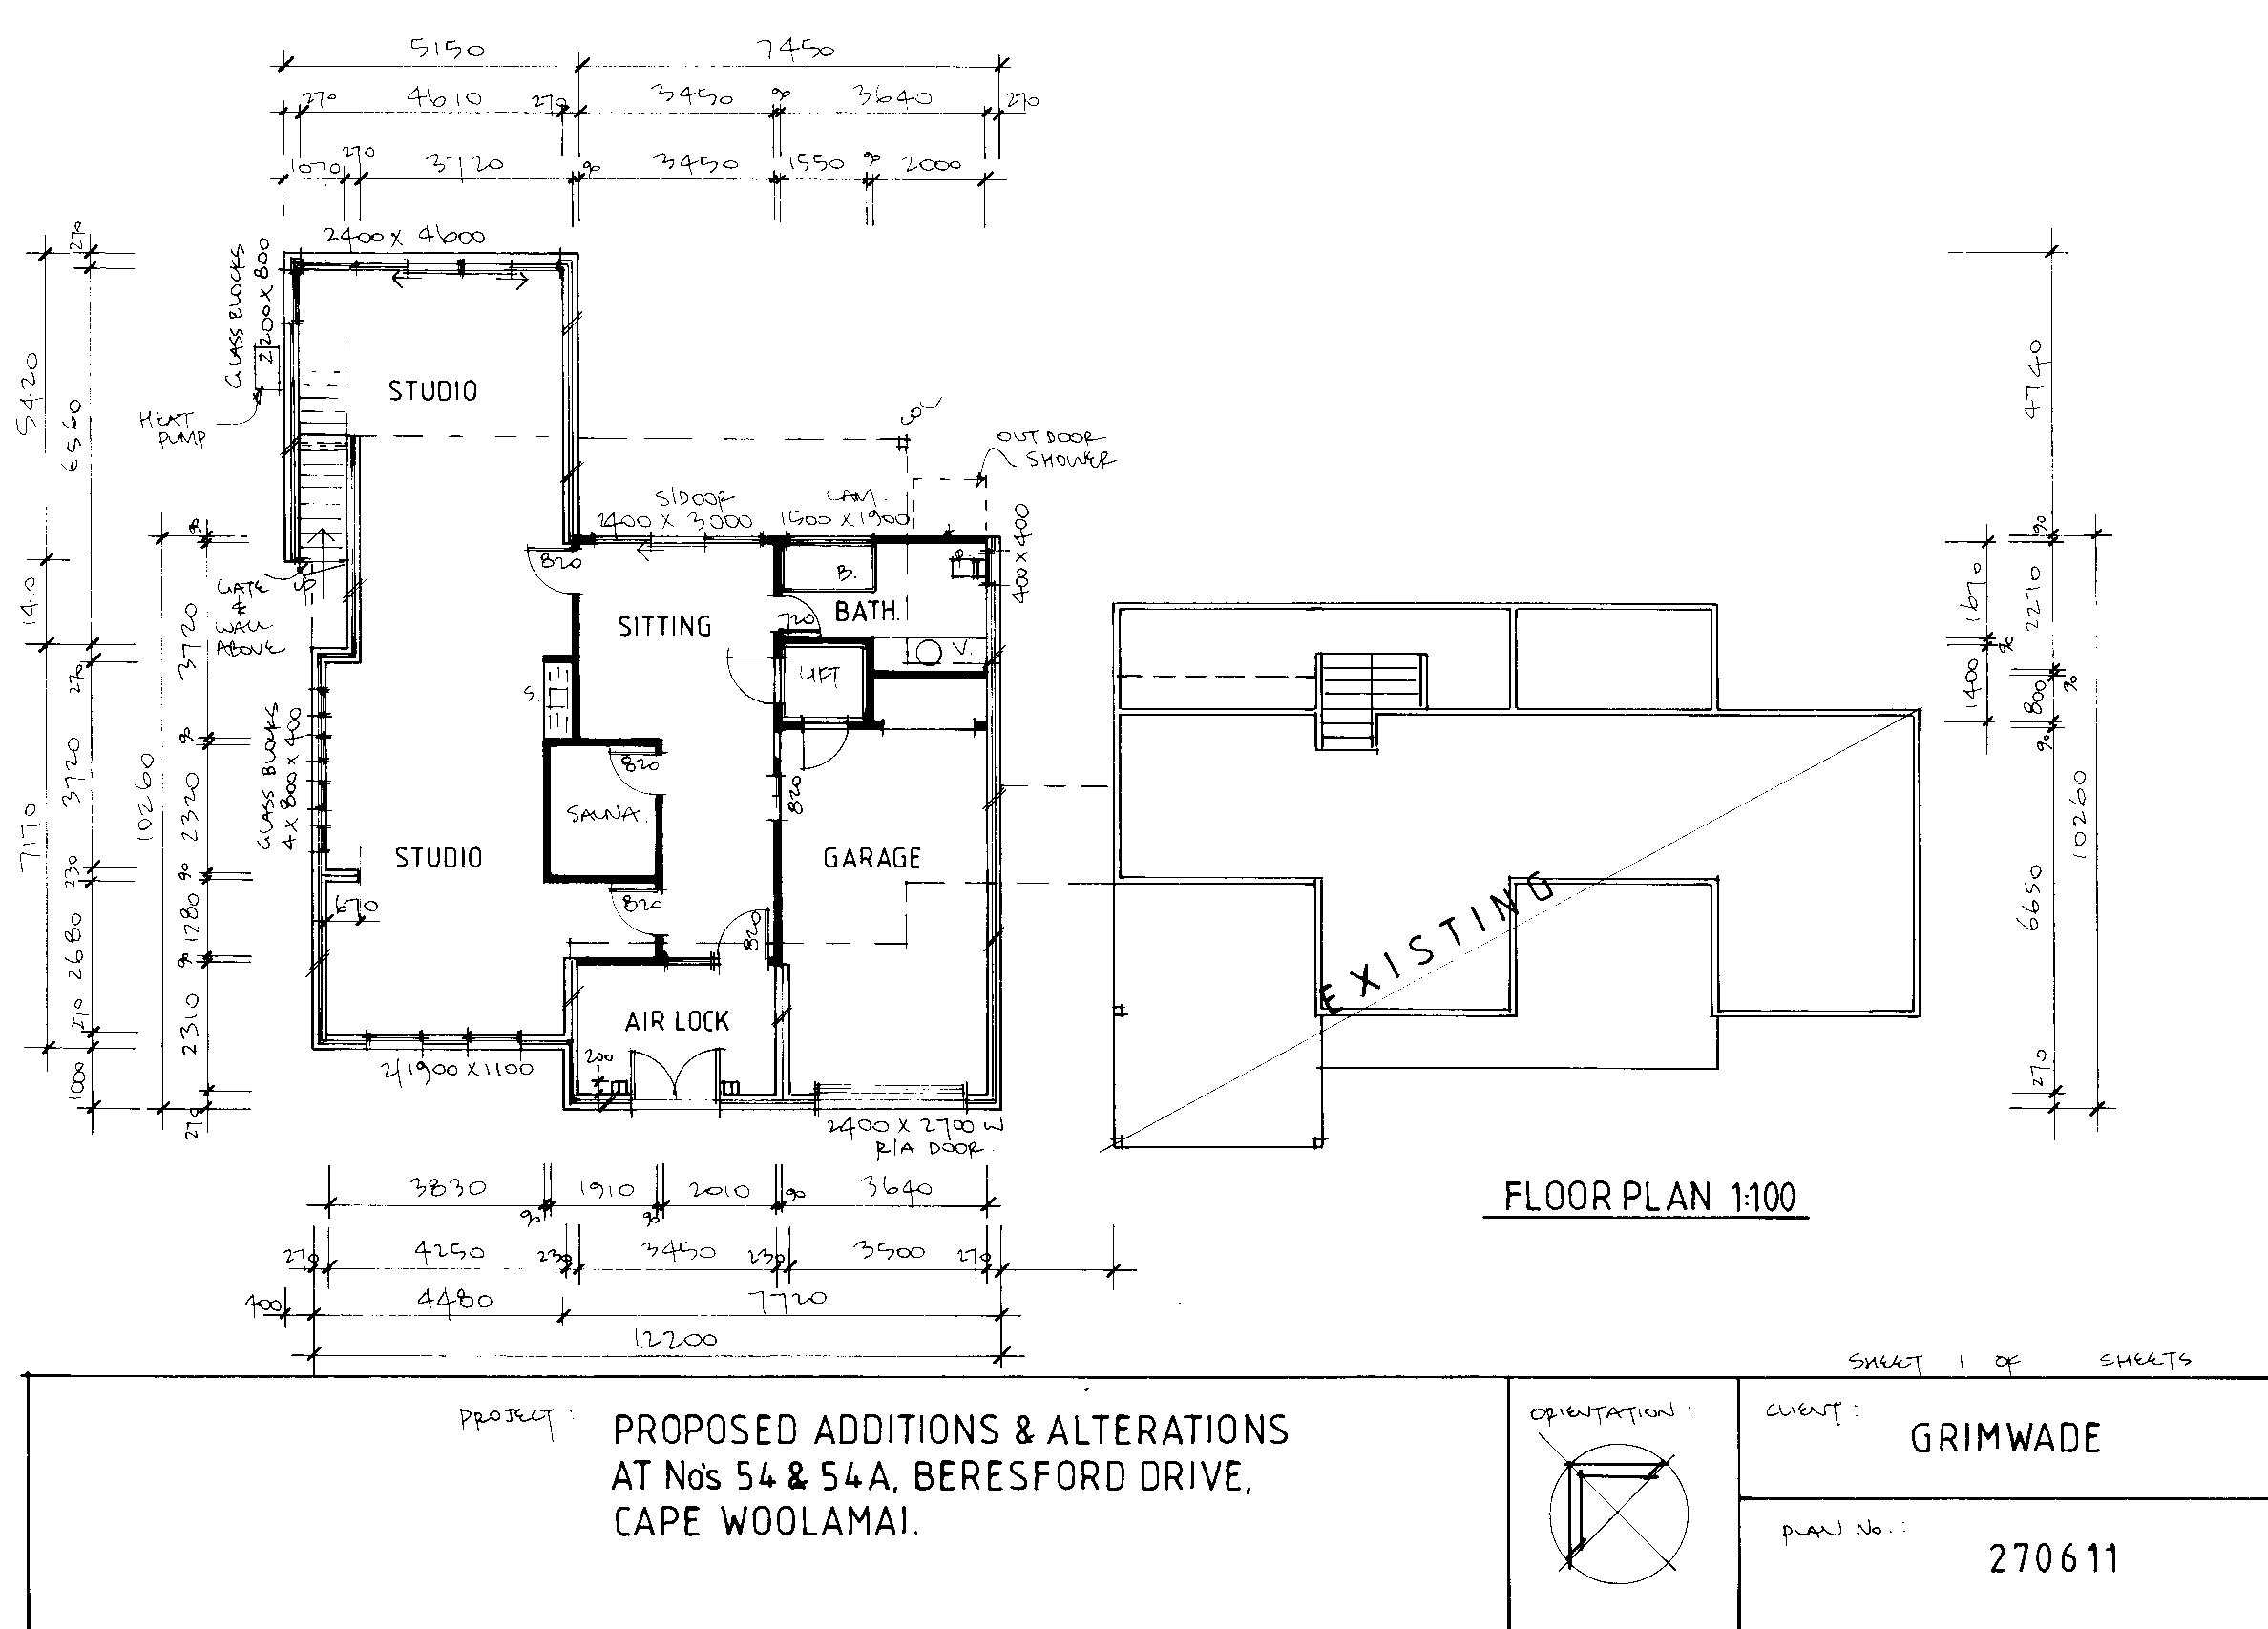 5150 7450
270 4610 270 3450 90 3640 270
1070 270 3720 90 3450 1550 90 2000
2400 X 4600
GLASS BLOCKS
2200 X 800
270
5420
6560
4740
STUDIO
HEAT
PUMP
COL
OUTDOOR
SHOWER
S/DOOR
2400 X 3000
LAM.
1500 X 1900
400 X 400
90
820
B.
BATH.
720
SITTING
GATE
&
WALL
ABOVE
1410
3720
1670
2270
90
V.
LIFT
S.
270
1400
800
90
90
GLASS BLOCKS
4 X 800 X 400
3720
90
10260
7170
2320
820
820
SAUNA.
STUDIO
GARAGE
10260
230
90
670
820
820
1280
2680
90
6650
EXISTING
AIR LOCK
270
2310
200
2/1900 X 1100
1000
270
270
2400 X 2700 W
R/A DOOR.
3830 90 1910 90 2010 90 3640
FLOOR PLAN 1:100
270 4250 230 3450 230 3500 270
400 4480 7720
12200
SHEET 1 OF SHEETS
PROJECT:
PROPOSED ADDITIONS & ALTERATIONS
AT No's 54 & 54A, BERESFORD DRIVE,
CAPE WOOLAMAI.
ORIENTATION:
CLIENT:
GRIMWADE
PLAN No.:
270611